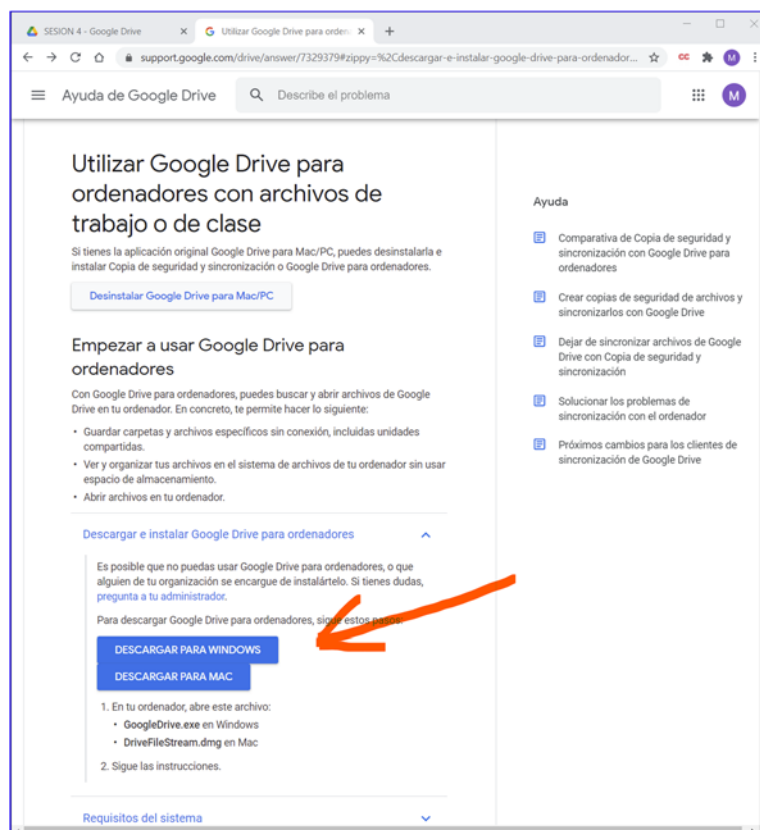 SESION 4 - Google Drive
Utilizar Google Drive para orden
support.google.com/drive/answer/7329379#zippy=%2Cdescargar-e-instalar-google-drive-para-ordenador...
cc
M
Ayuda de Google Drive
Describe el problema
M
Utilizar Google Drive para
ordenadores con archivos de
trabajo o de clase
Si tienes la aplicación original Google Drive para Mac/PC, puedes desinstalarla e
instalar Copia de seguridad y sincronización o Google Drive para ordenadores.
Desinstalar Google Drive para Mac/PC
Empezar a usar Google Drive para
ordenadores
Con Google Drive para ordenadores, puedes buscar y abrir archivos de Google
Drive en tu ordenador. En concreto, te permite hacer lo siguiente:
• Guardar carpetas y archivos específicos sin conexión, incluidas unidades
compartidas.
• Ver y organizar tus archivos en el sistema de archivos de tu ordenador sin usar
espacio de almacenamiento.
• Abrir archivos en tu ordenador.
Descargar e instalar Google Drive para ordenadores
Es posible que no puedas usar Google Drive para ordenadores, o que
alguien de tu organización se encargue de instalártelo. Si tienes dudas,
pregunta a tu administrador.
Para descargar Google Drive para ordenadores, sigue estos pasos:
DESCARGAR PARA WINDOWS
DESCARGAR PARA MAC
1. En tu ordenador, abre este archivo:
• GoogleDrive.exe en Windows
• DriveFileStream.dmg en Mac
2. Sigue las instrucciones.
Requisitos del sistema
Ayuda
Comparativa de Copia de seguridad y
sincronización con Google Drive para
ordenadores
Crear copias de seguridad de archivos y
sincronizarlos con Google Drive
Dejar de sincronizar archivos de Google
Drive con Copia de seguridad y
sincronización
Solucionar los problemas de
sincronización con el ordenador
Próximos cambios para los clientes de
sincronización de Google Drive